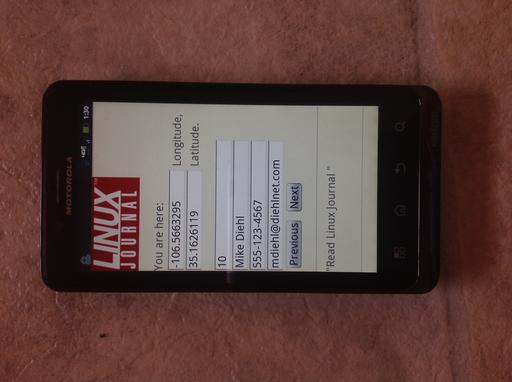 MOTOROLA
1:30
LINUX
JOURNAL
You are here:
-106.5663295 Longitude,
35.1626119 Latitude.
10
Mike Diehl
555-123-4567
mdiehl@diehlnet.com
Previous Next
"Read Linux Journal "